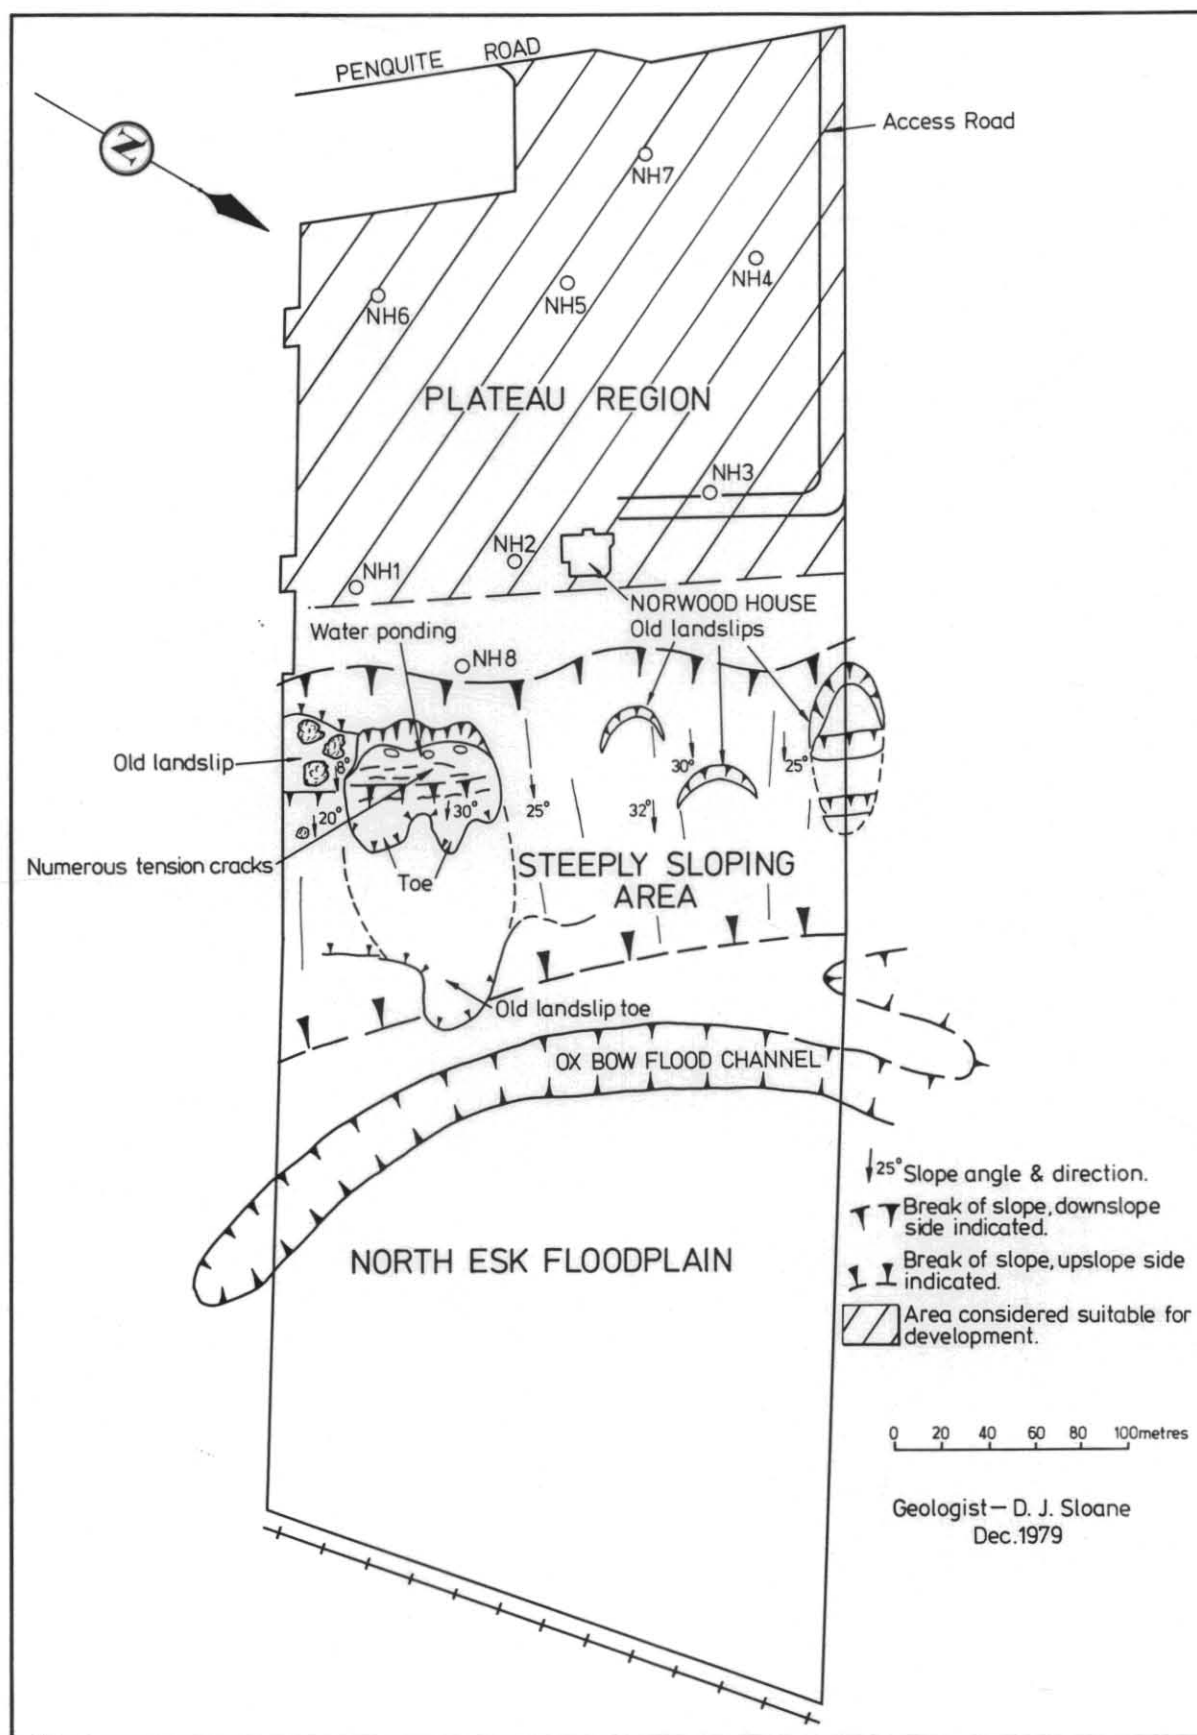 PENQUITE ROAD
N
Access Road
NH7
NH4
NH5
NH6
PLATEAU REGION
NH3
NH2
NH1
NORWOOD HOUSE
Old landslips
Water ponding
NH8
Old landslip
8°
30°
25°
20°
30°
25°
32°
Numerous tension cracks
Toe
STEEPLY SLOPING
AREA
Old landslip toe
OX BOW FLOOD CHANNEL
NORTH ESK FLOODPLAIN
25° Slope angle & direction.
Break of slope, downslope
side indicated.
Break of slope, upslope side
indicated.
Area considered suitable for
development.
0 20 40 60 80 100metres
Geologist — D. J. Sloane
Dec. 1979